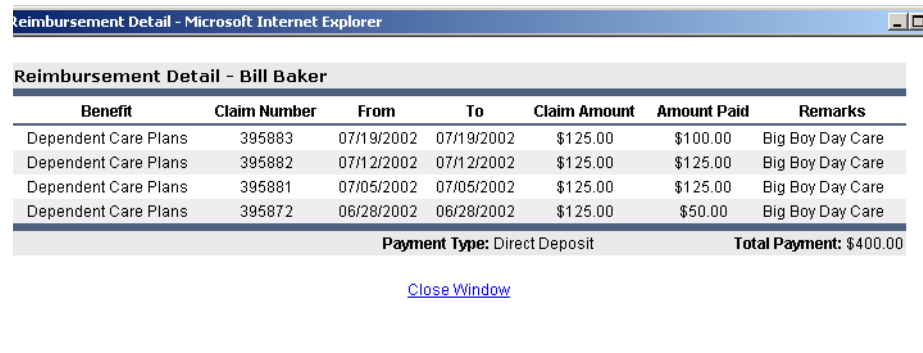 Reimbursement Detail - Microsoft Internet Explorer
Reimbursement Detail - Bill Baker
Benefit Claim Number From To Claim Amount Amount Paid Remarks
Dependent Care Plans 395883 07/19/2002 07/19/2002 $125.00 $100.00 Big Boy Day Care
Dependent Care Plans 395882 07/12/2002 07/12/2002 $125.00 $125.00 Big Boy Day Care
Dependent Care Plans 395881 07/05/2002 07/05/2002 $125.00 $125.00 Big Boy Day Care
Dependent Care Plans 395872 06/28/2002 06/28/2002 $125.00 $50.00 Big Boy Day Care
Payment Type: Direct Deposit Total Payment: $400.00
Close Window